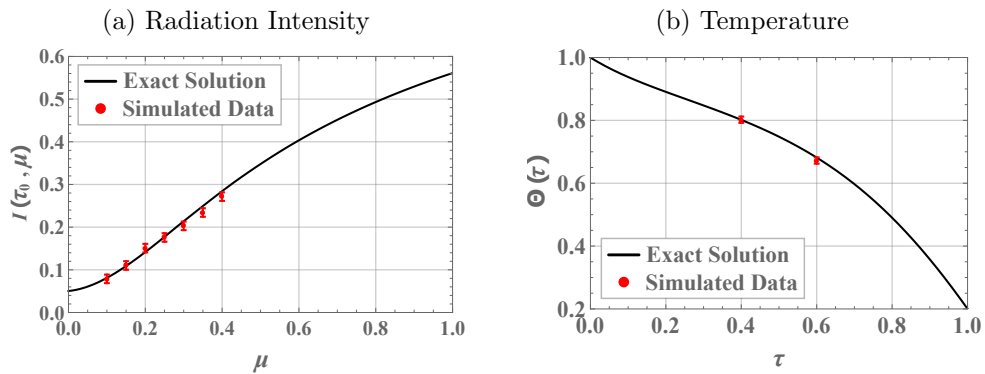 (a) Radiation Intensity
0.6
0.5
0.4
0.3
0.2
0.1
0.0
I (τ₀ , μ)
Exact Solution
Simulated Data
0.0 0.2 0.4 0.6 0.8 1.0
μ
(b) Temperature
1.0
0.8
0.6
0.4
0.2
Θ (τ)
Exact Solution
Simulated Data
0.0 0.2 0.4 0.6 0.8 1.0
τ